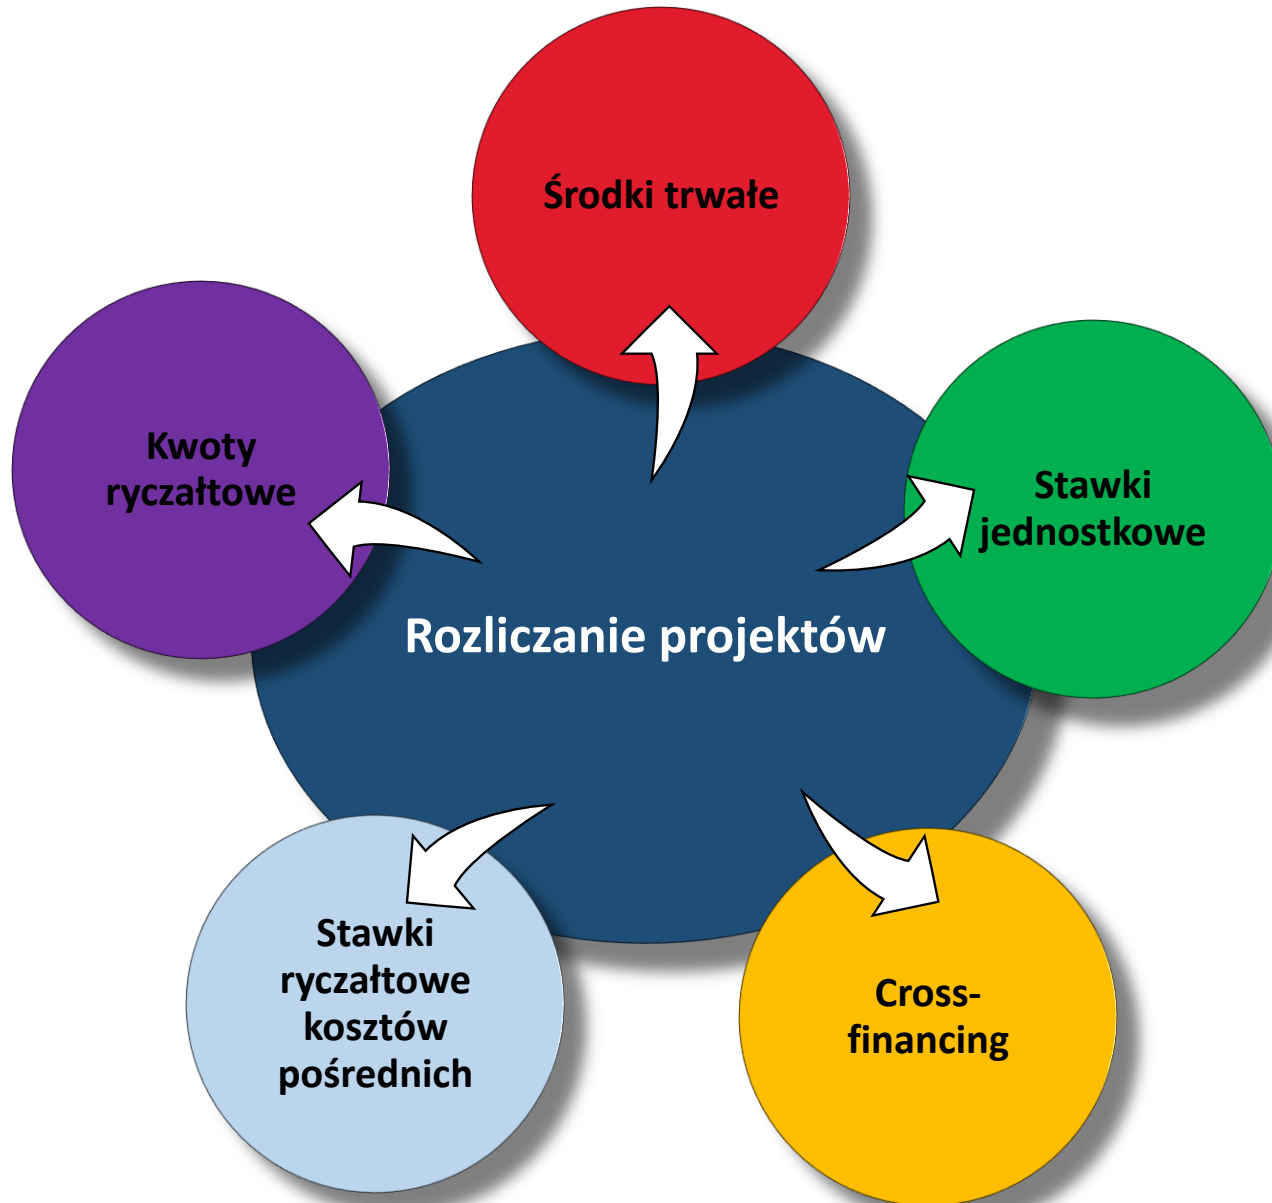 Środki trwałe
Kwoty
ryczałtowe
Stawki
jednostkowe
Rozliczanie projektów
Stawki
ryczałtowe
kosztów
pośrednich
Cross-
financing